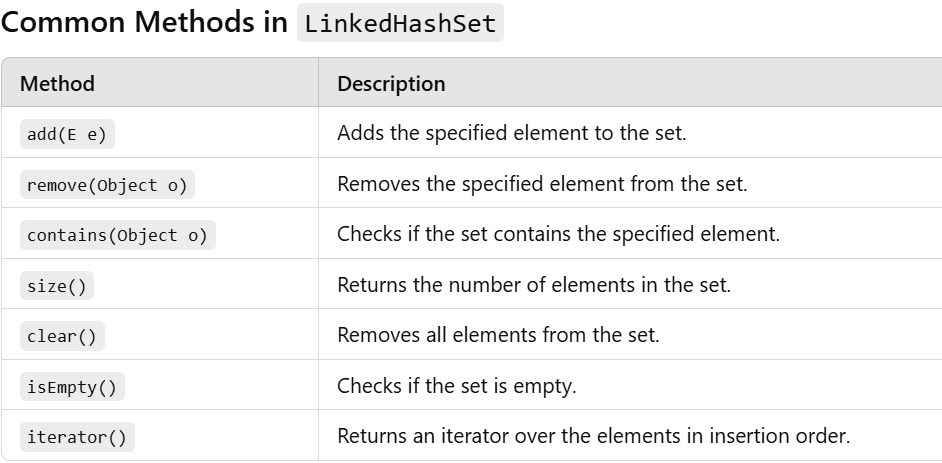 Common Methods in LinkedHashSet
Method Description
add(E e) Adds the specified element to the set.
remove(Object o) Removes the specified element from the set.
contains(Object o) Checks if the set contains the specified element.
size() Returns the number of elements in the set.
clear() Removes all elements from the set.
isEmpty() Checks if the set is empty.
iterator() Returns an iterator over the elements in insertion order.